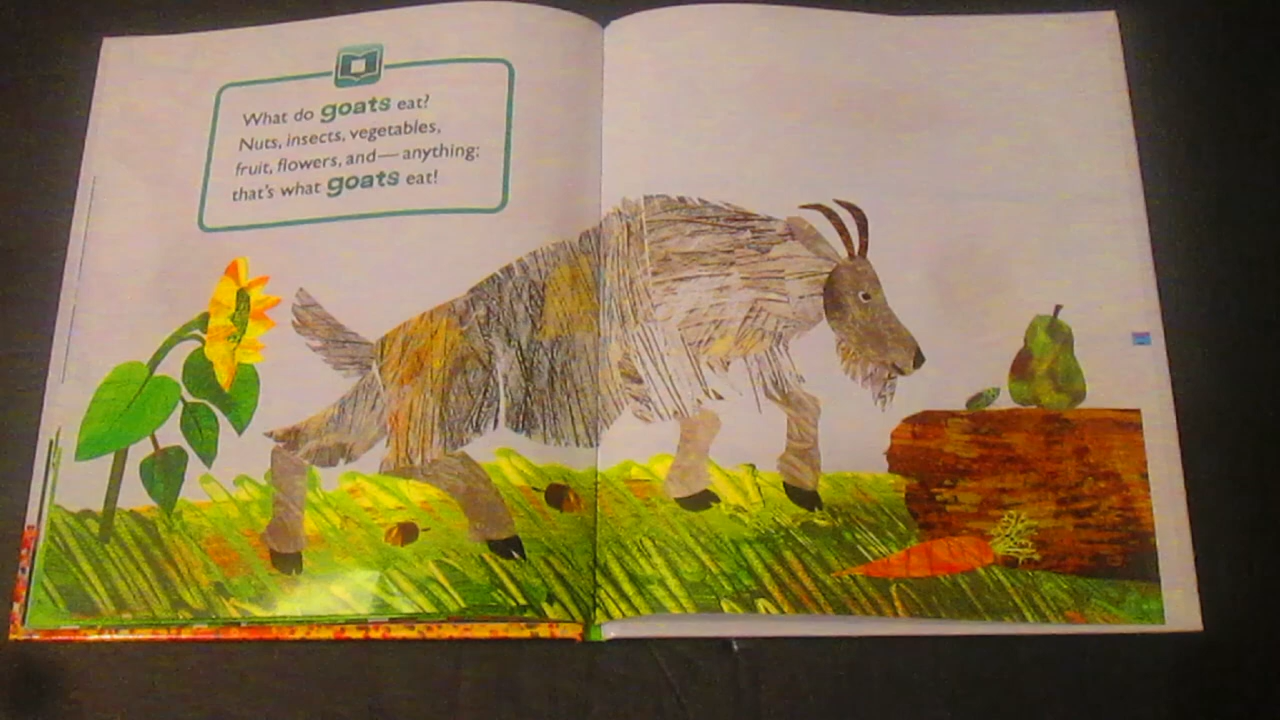 What do goats eat?
Nuts, insects, vegetables,
fruit, flowers, and—anything:
that's what goats eat!